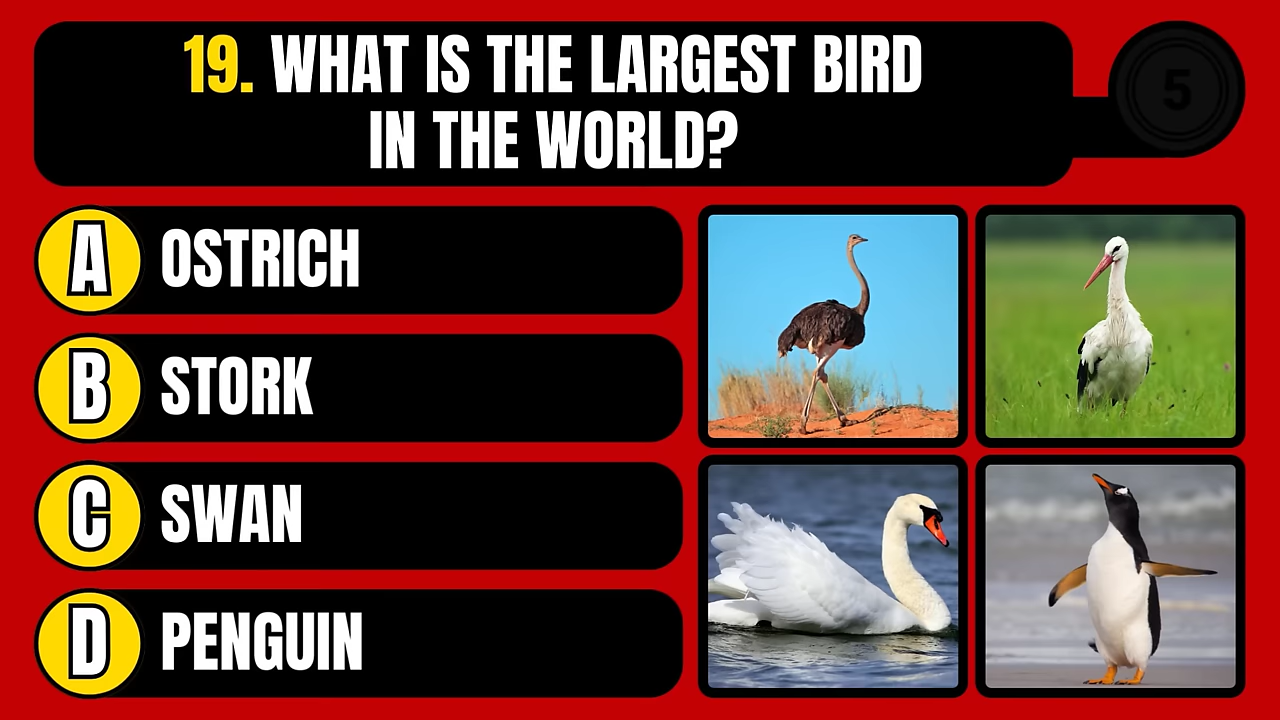 19. WHAT IS THE LARGEST BIRD
IN THE WORLD?
5
A OSTRICH
B STORK
C SWAN
D PENGUIN